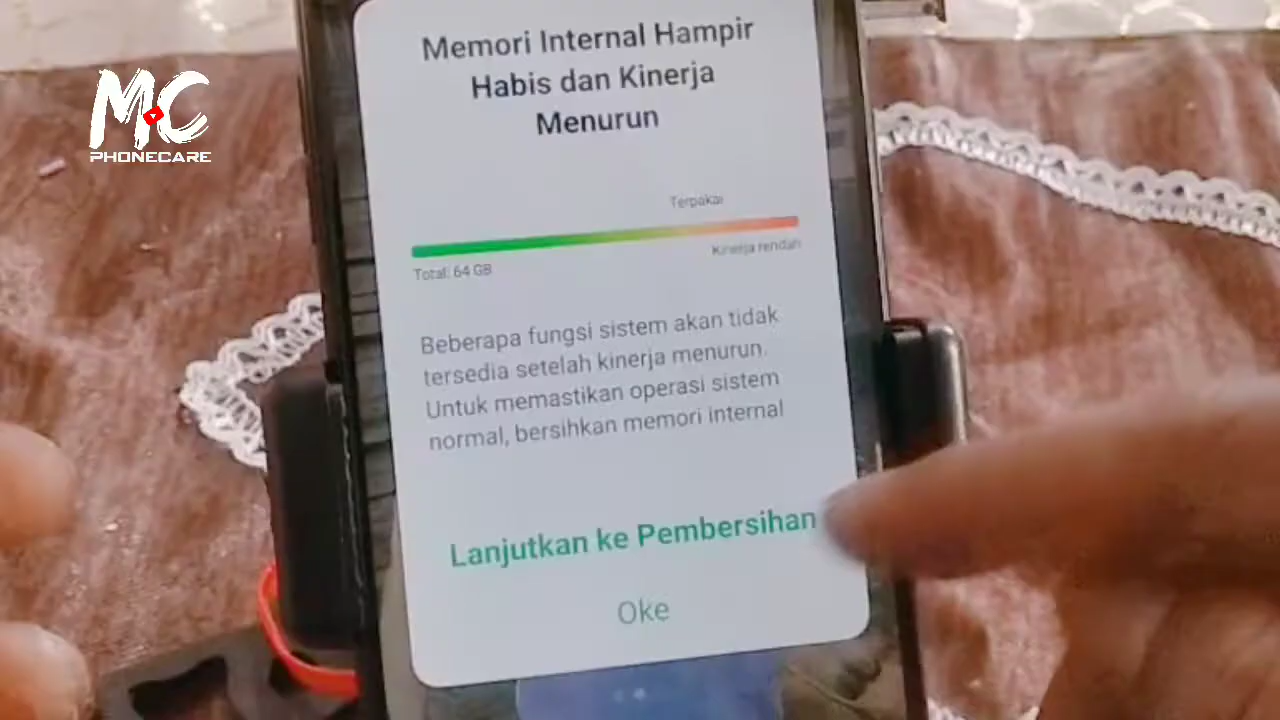 Memori Internal Hampir
Habis dan Kinerja
Menurun
Terpakai
Kinerja rendah
Total: 64 GB
Beberapa fungsi sistem akan tidak
tersedia setelah kinerja menurun.
Untuk memastikan operasi sistem
normal, bersihkan memori internal
Lanjutkan ke Pembersihan
Oke
MC
PHONECARE